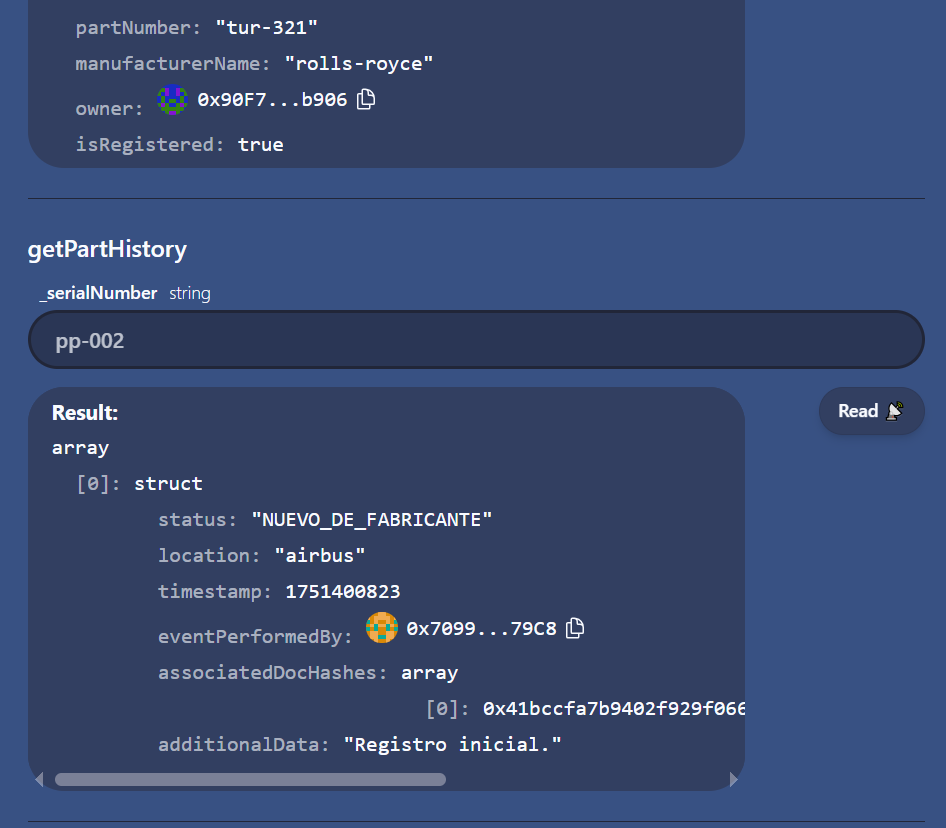 partNumber: "tur-321"
manufacturerName: "rolls-royce"
owner: 0x90F7...b906
isRegistered: true
getPartHistory
_serialNumber string
pp-002
Result:
Read
array
[0]: struct
status: "NUEVO_DE_FABRICANTE"
location: "airbus"
timestamp: 1751400823
eventPerformedBy: 0x7099...79C8
associatedDocHashes: array
[0]: 0x41bccfa7b9402f929f066
additionalData: "Registro inicial."